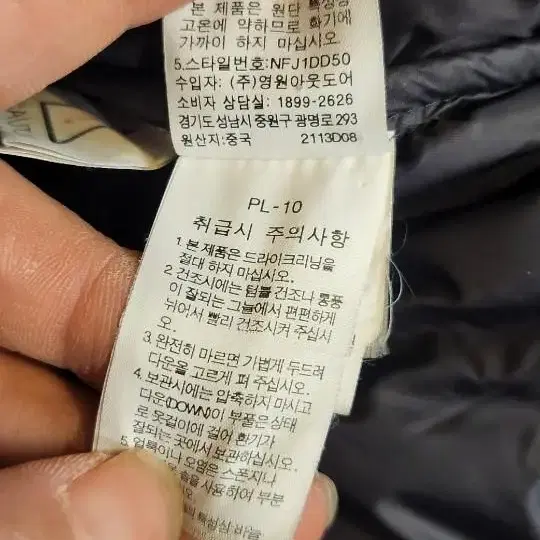 본 제품은 원단 특성상
고온에 약하므로 화기에
가까이 하지 마십시오.
5.스타일번호:NFJ1DD50
수입자: (주)영원아웃도어
소비자 상담실: 1899-2626
경기도 성남시 중원구 광명로 293
원산지:중국 2113D08
PL-10
취급시 주의사항
1. 본 제품은 드라이크리닝을
절대 하지 마십시오.
2 건조시에는 텀블 건조나 통풍
이 잘되는 그늘에서 편편하게
뉘어서 빨리 건조시켜 주십시
오.
3. 완전히 마르면 가볍게 두드려
다운을 고르게 펴 주십시오.
4. 보관시에는 압축하지 마시고
다운(DOWN)이 부풀은상태
로 옷걸이에 걸어 환기가
잘되는 곳에서 보관하십시오.
5. 얼룩이나 오염은 스폰지나
솔을 사용하여 부분